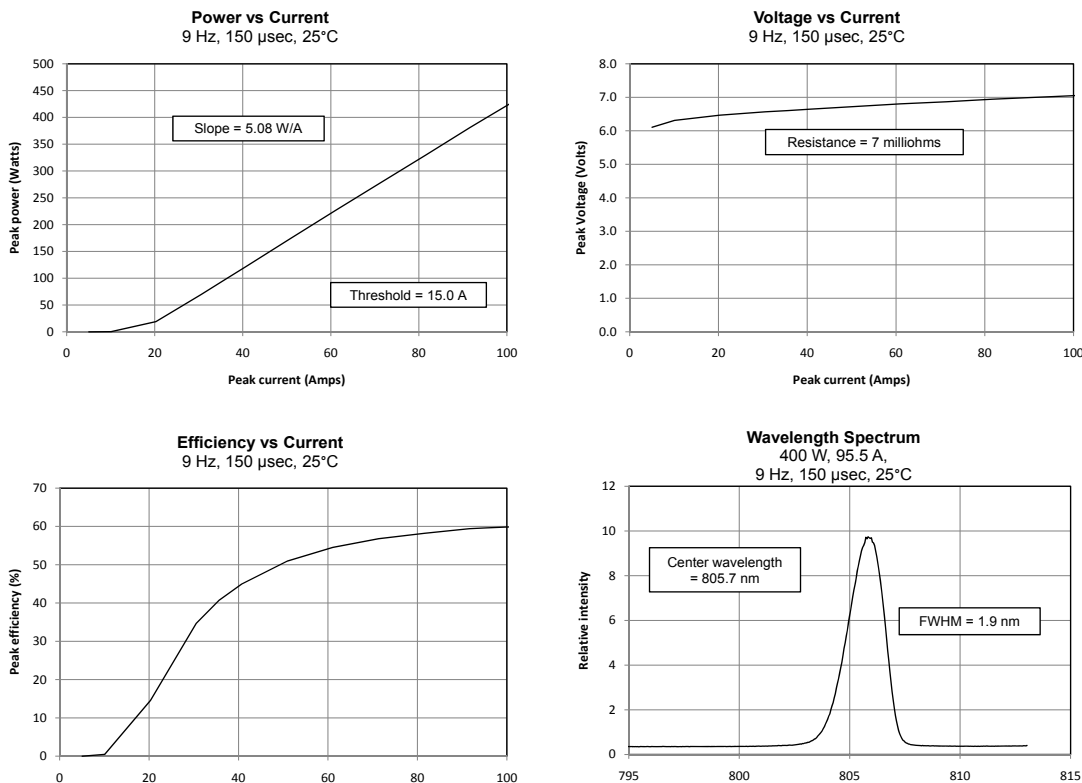 Power vs Current
9 Hz, 150 µsec, 25°C
500
450
400
350
300
250
200
150
100
50
0
Peak power (Watts)
Slope = 5.08 W/A
Threshold = 15.0 A
0 20 40 60 80 100
Peak current (Amps)
Voltage vs Current
9 Hz, 150 µsec, 25°C
8.0
7.0
6.0
5.0
4.0
3.0
2.0
1.0
0.0
Peak Voltage (Volts)
Resistance = 7 milliohms
0 20 40 60 80 100
Peak current (Amps)
Efficiency vs Current
9 Hz, 150 µsec, 25°C
70
60
50
40
30
20
10
0
Peak efficiency (%)
0 20 40 60 80 100
Wavelength Spectrum
400 W, 95.5 A,
9 Hz, 150 µsec, 25°C
12
10
8
6
4
2
0
Relative intensity
Center wavelength
= 805.7 nm
FWHM = 1.9 nm
795 800 805 810 815